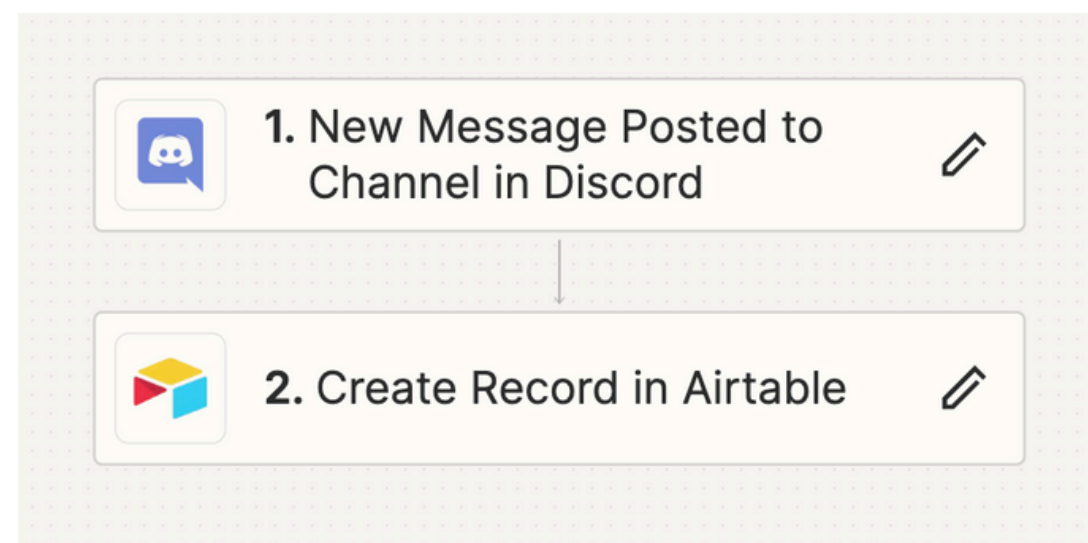 1. New Message Posted to
Channel in Discord
2. Create Record in Airtable